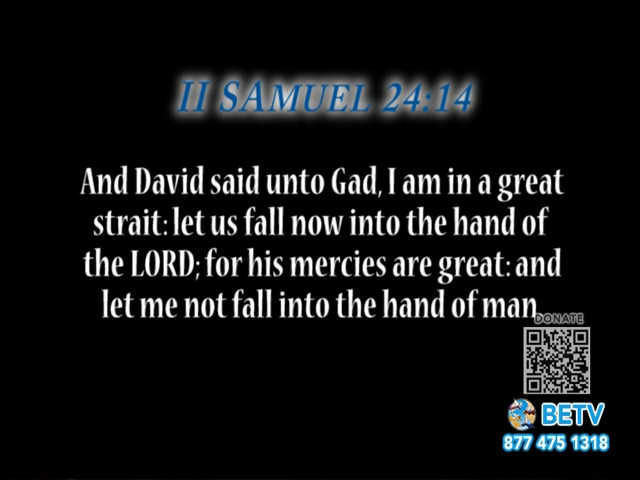 II SAMUEL 24:14
And David said unto Gad, I am in a great
strait: let us fall now into the hand of
the LORD; for his mercies are great: and
let me not fall into the hand of man.
DONATE
BETV
877 475 1318